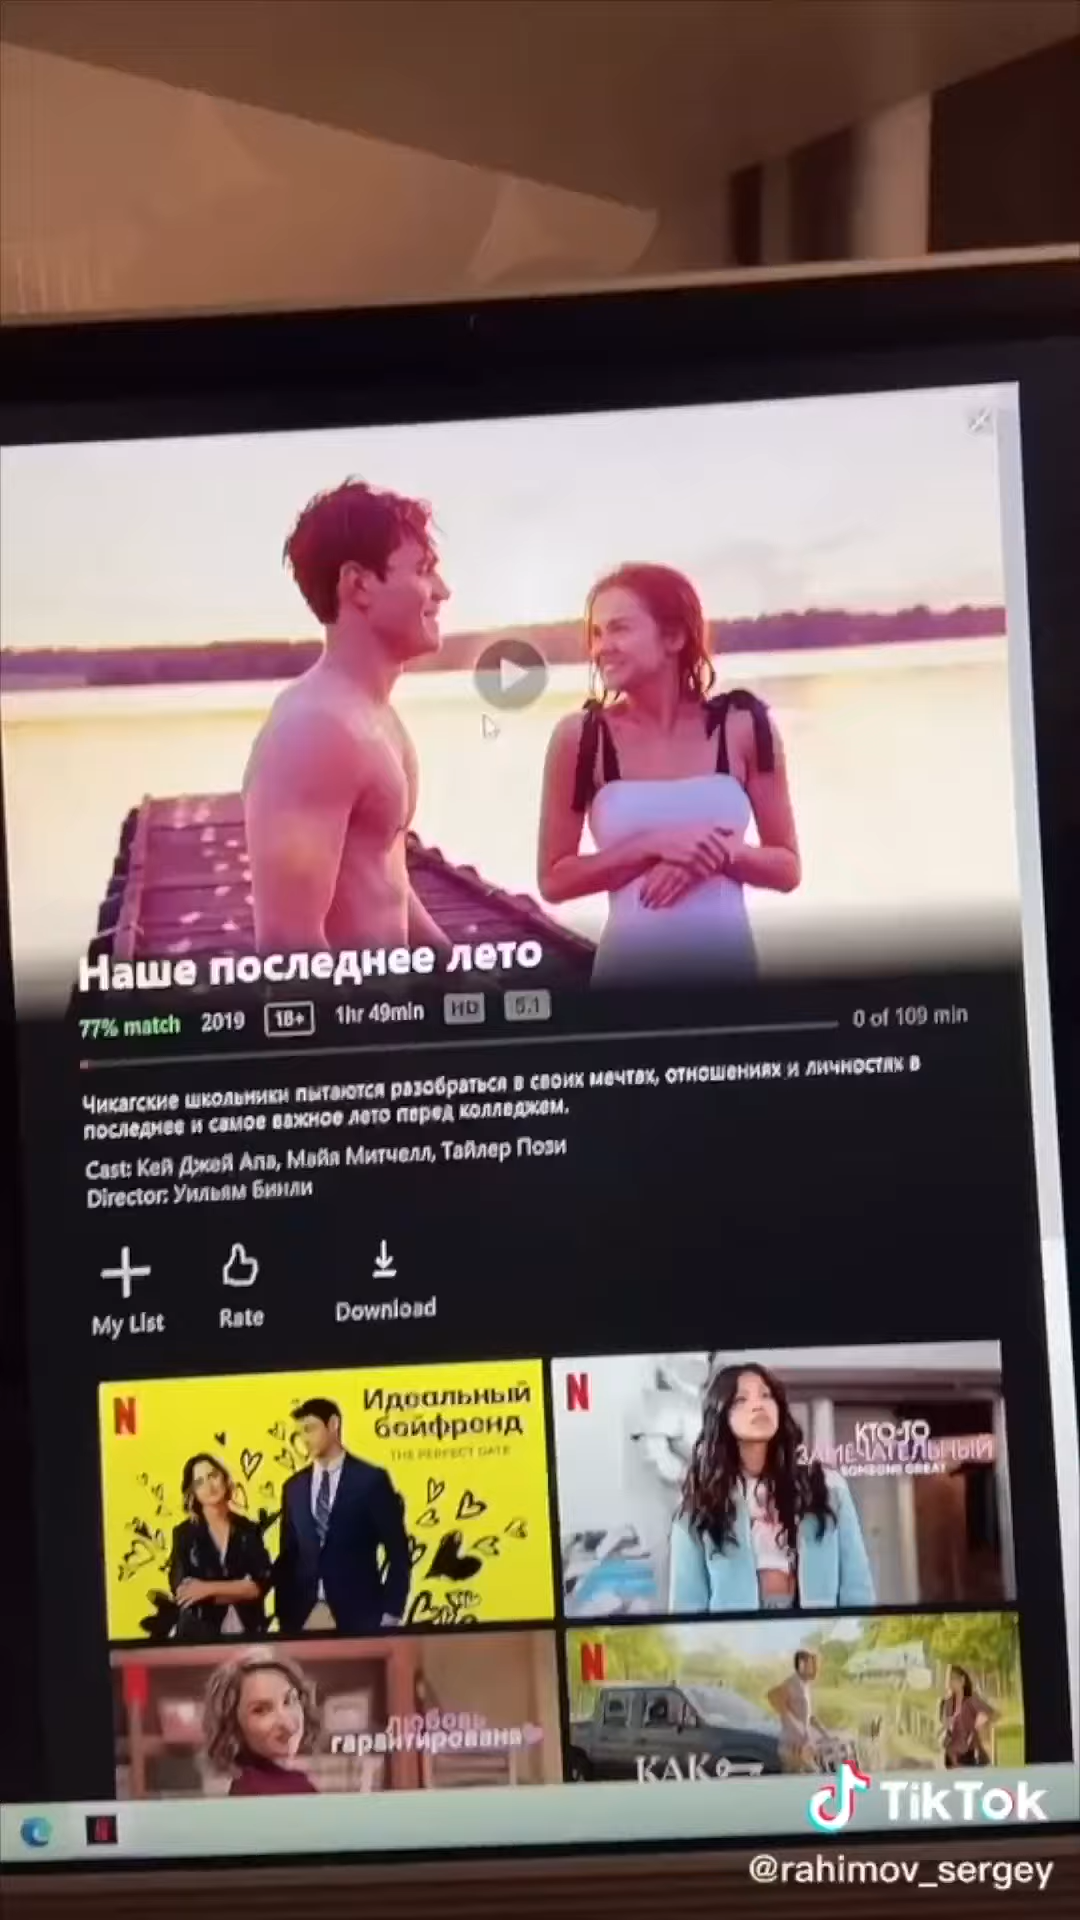 Наше последнее лето
77% match 2019 18+ 1hr 49min HD 5.1
0 of 109 min
Чикагские школьники пытаются разобраться в своих мечтах, отношениях и личностях в
последнее и самое важное лето перед колледжем.
Cast: Кей Джей Апа, Майя Митчелл, Тайлер Пози
Director: Уильям Бинли
My List
Rate
Download
N
Идеальный
бойфренд
THE PERFECT DATE
N
КТО-ТО
ЗАМЕЧАТЕЛЬНЫЙ
SOMEONE GREAT
Любовь
гарантирована
N
КАК
TikTok
@rahimov_sergey